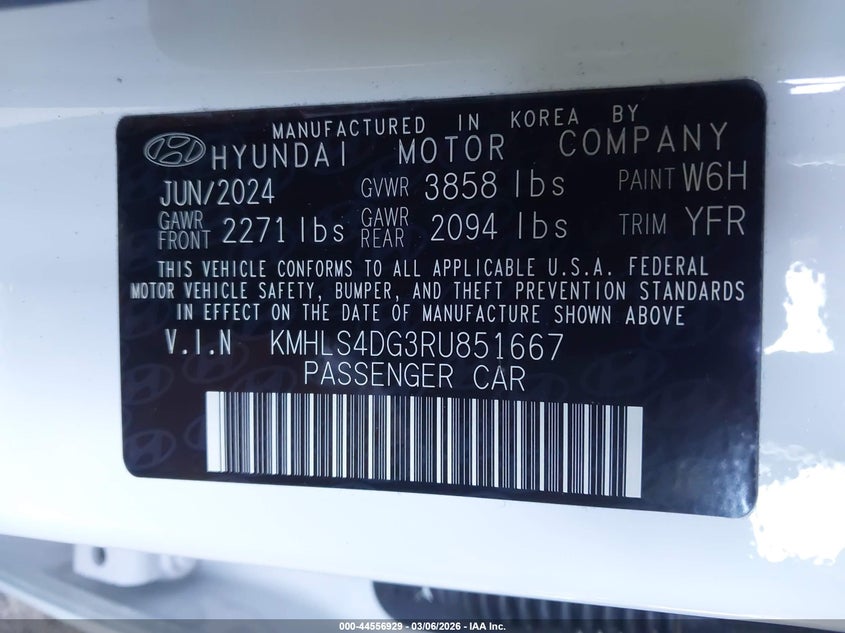 MANUFACTURED IN KOREA BY
HYUNDAI MOTOR COMPANY
JUN/2024 GVWR 3858 lbs PAINT W6H
GAWR FRONT 2271 lbs GAWR REAR 2094 lbs TRIM YFR
THIS VEHICLE CONFORMS TO ALL APPLICABLE U.S.A. FEDERAL
MOTOR VEHICLE SAFETY, BUMPER, AND THEFT PREVENTION STANDARDS
IN EFFECT ON THE DATE OF MANUFACTURE SHOWN ABOVE
V.I.N KMHLS4DG3RU851667
PASSENGER CAR
000-44556929 - 03/06/2026 - IAA Inc.